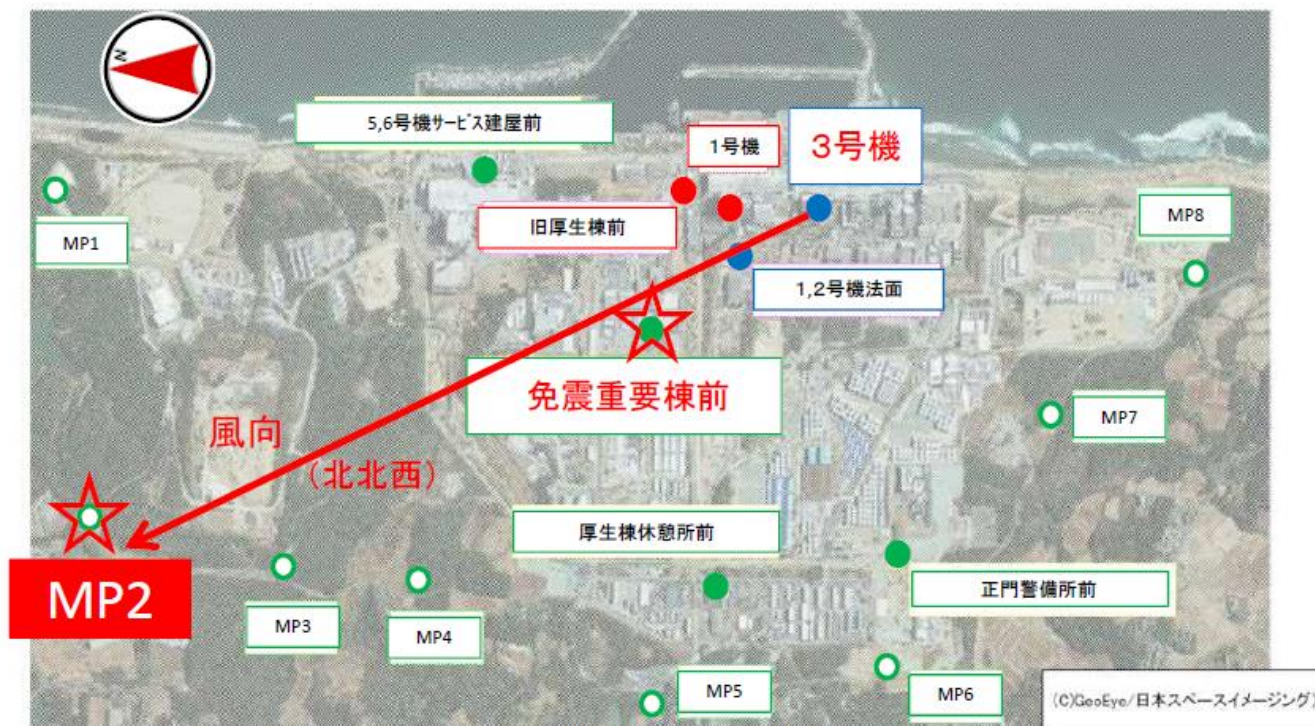 N
5,6号機サービス建屋前
1号機
3号機
旧厚生棟前
MP1
MP8
1,2号機法面
免震重要棟前
風向
(北北西)
MP7
厚生棟休憩所前
MP2
MP3
MP4
正門警備所前
MP5
MP6
(C)GeoEye/日本スペースイメージング)